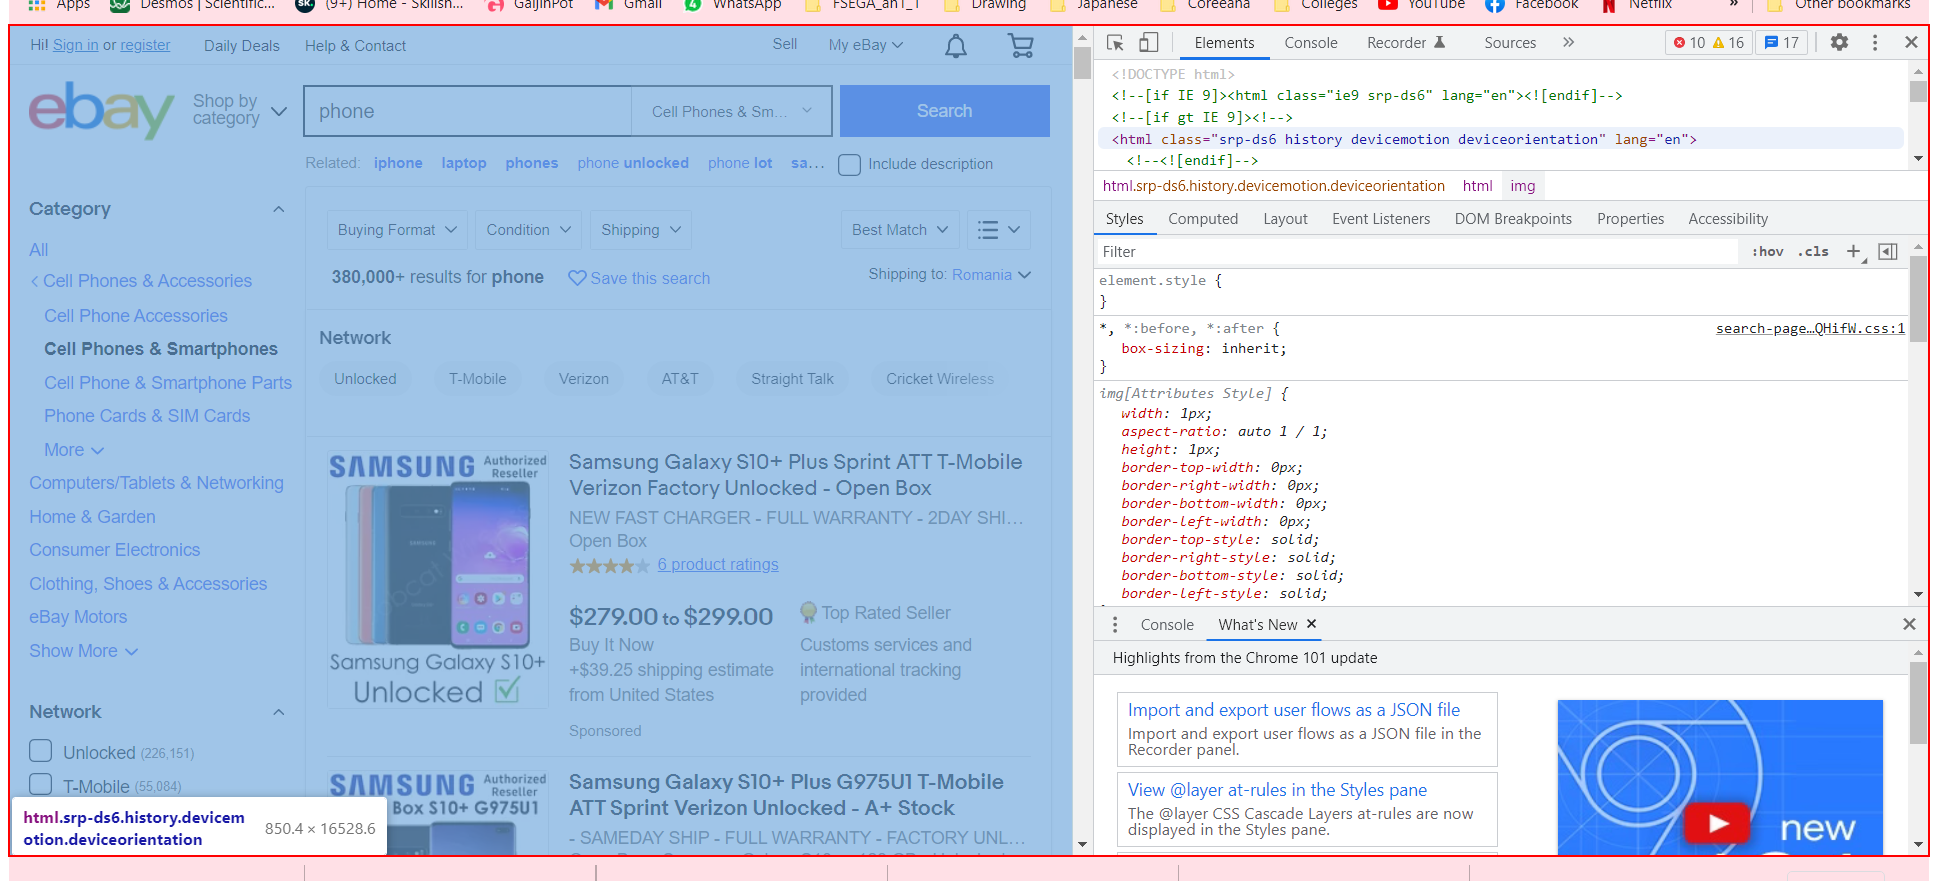 Apps Desmos | Scientific... (9+) Home - Skillsh... GaijinPot Gmail WhatsApp FSEGA_an1_1 Drawing Japanese Coreeana Colleges YouTube Facebook Netflix » Other bookmarks
Hi! Sign in or register Daily Deals Help & Contact Sell My eBay
ebay Shop by category phone Cell Phones & Sm... Search
Related: iphone laptop phones phone unlocked phone lot sa... Include description
Category
All
Cell Phones & Accessories
Cell Phone Accessories
Cell Phones & Smartphones
Cell Phone & Smartphone Parts
Phone Cards & SIM Cards
More
Computers/Tablets & Networking
Home & Garden
Consumer Electronics
Clothing, Shoes & Accessories
eBay Motors
Show More
Network
Unlocked (226,151)
T-Mobile (55,084)
html.srp-ds6.history.devicem
otion.deviceorientation
850.4 × 16528.6
Buying Format Condition Shipping Best Match
380,000+ results for phone Save this search Shipping to: Romania
Network
Unlocked T-Mobile Verizon AT&T Straight Talk Cricket Wireless
SAMSUNG Authorized Reseller
Samsung Galaxy S10+
Unlocked
Samsung Galaxy S10+ Plus Sprint ATT T-Mobile
Verizon Factory Unlocked - Open Box
NEW FAST CHARGER - FULL WARRANTY - 2DAY SHI...
Open Box
6 product ratings
$279.00 to $299.00
Buy It Now
+$39.25 shipping estimate
from United States
Sponsored
Top Rated Seller
Customs services and
international tracking
provided
SAMSUNG Authorized Reseller
Box S10+ G975U1
Samsung Galaxy S10+ Plus G975U1 T-Mobile
ATT Sprint Verizon Unlocked - A+ Stock
- SAMEDAY SHIP - FULL WARRANTY - FACTORY UNL...
Elements Console Recorder Sources » 10 16 17
<!DOCTYPE html>
<!--[if IE 9]><html class="ie9 srp-ds6" lang="en"><![endif]-->
<!--[if gt IE 9]><!-->
<html class="srp-ds6 history devicemotion deviceorientation" lang="en">
<!--<![endif]-->
html.srp-ds6.history.devicemotion.deviceorientation html img
Styles Computed Layout Event Listeners DOM Breakpoints Properties Accessibility
Filter :hov .cls +
element.style {
}
*, *:before, *:after { search-page…QHifW.css:1
box-sizing: inherit;
}
img[Attributes Style] {
width: 1px;
aspect-ratio: auto 1 / 1;
height: 1px;
border-top-width: 0px;
border-right-width: 0px;
border-bottom-width: 0px;
border-left-width: 0px;
border-top-style: solid;
border-right-style: solid;
border-bottom-style: solid;
border-left-style: solid;
Console What's New
Highlights from the Chrome 101 update
Import and export user flows as a JSON file
Import and export user flows as a JSON file in the
Recorder panel.
View @layer at-rules in the Styles pane
The @layer CSS Cascade Layers at-rules are now
displayed in the Styles pane.
new